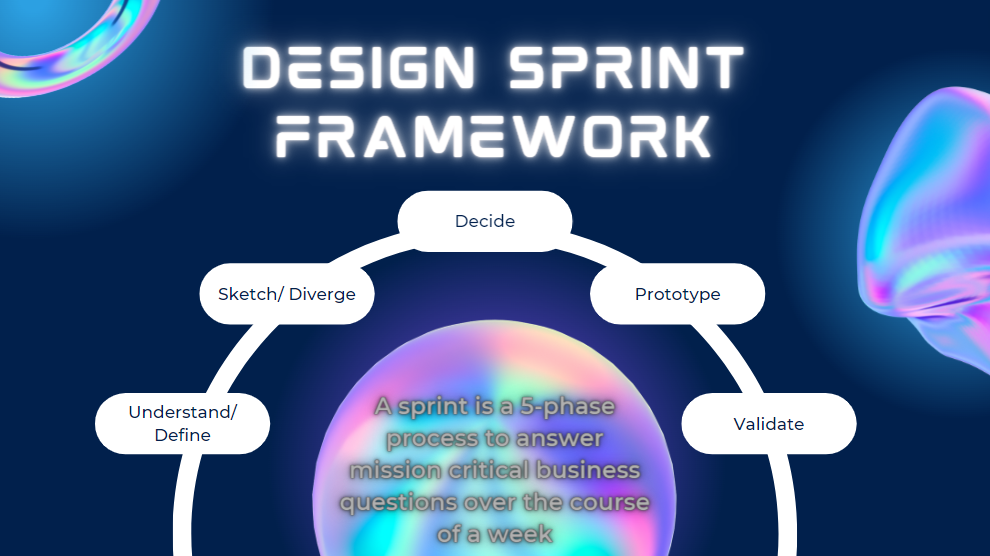 DESIGN SPRINT
FRAMEWORK
Decide
Sketch/ Diverge
Prototype
Understand/
Define
Validate
A sprint is a 5-phase
process to answer
mission critical business
questions over the course
of a week